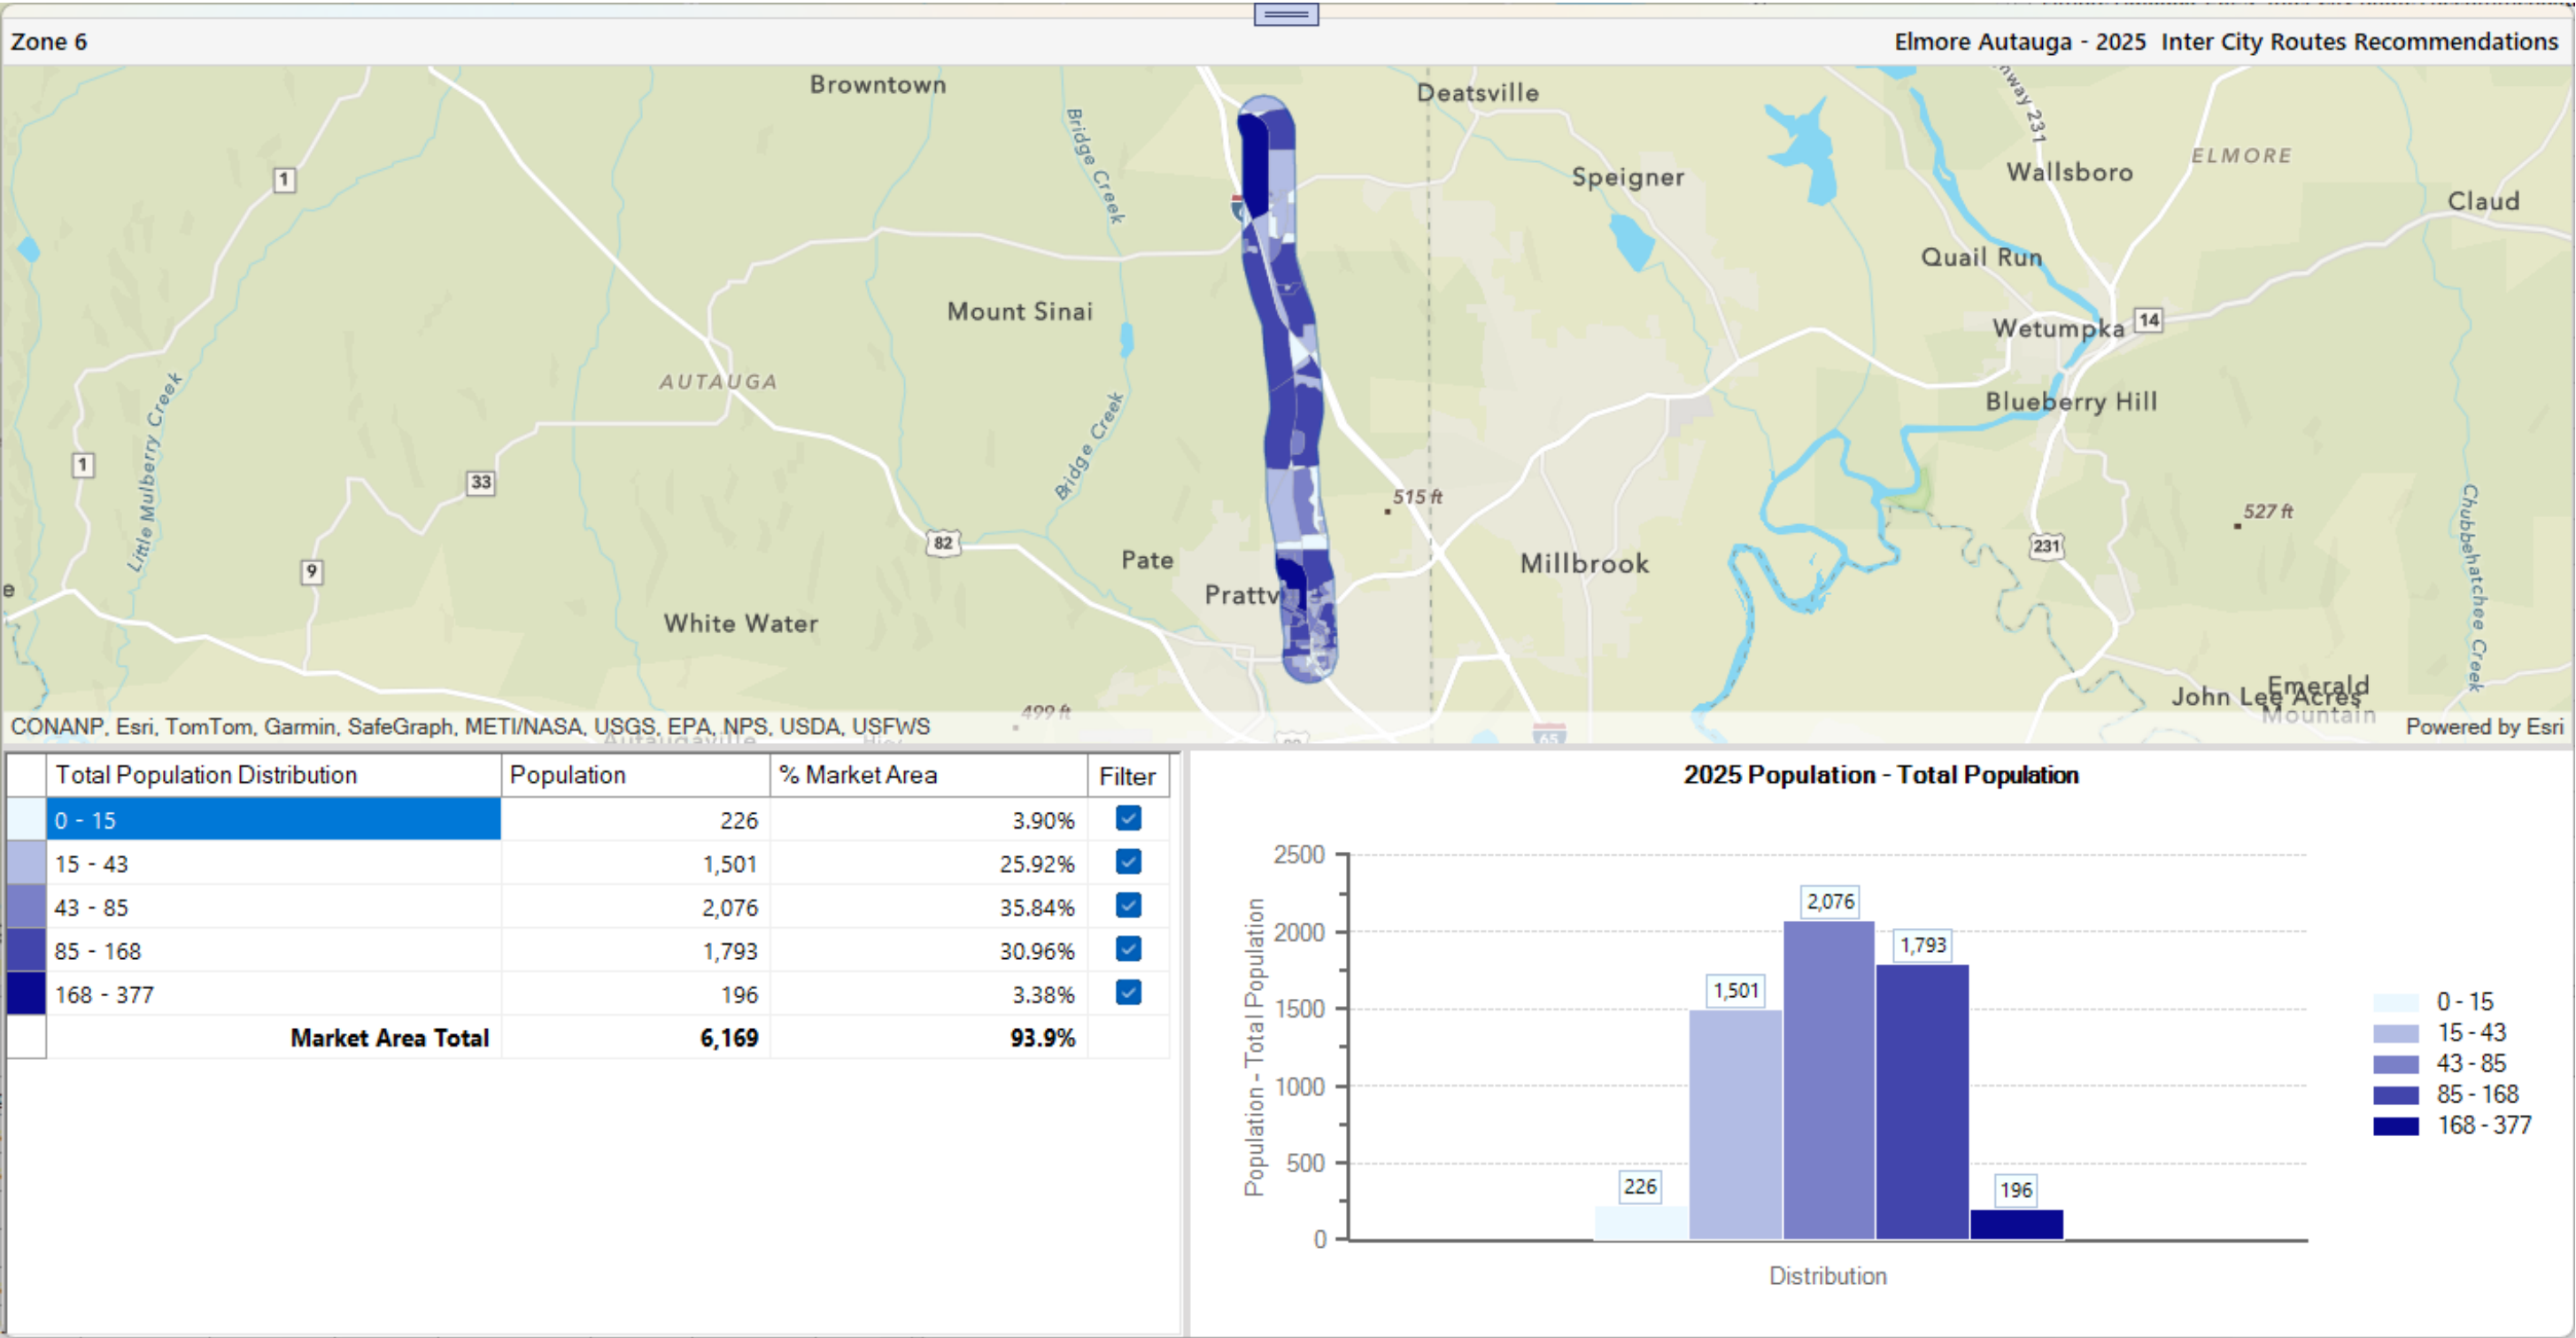 Zone 6
Elmore Autauga - 2025 Inter City Routes Recommendations
Browntown
Deatsville
Bridge Creek
way 231
ELMORE
Wallsboro
1
Speigner
Claud
Quail Run
Mount Sinai
Wetumpka
14
AUTAUGA
Little Mulberry Creek
Bridge Creek
Blueberry Hill
1
33
515 ft
527 ft
Chubbehatchee Creek
82
231
Pate
Millbrook
9
Prattv
e
White Water
Emerald
Mountain
John Lee Acres
499 ft
65
CONANP, Esri, TomTom, Garmin, SafeGraph, METI/NASA, USGS, EPA, NPS, USDA, USFWS
Powered by Esri
Autaugaville
Total Population Distribution Population % Market Area Filter
0 - 15 226 3.90%
15 - 43 1,501 25.92%
43 - 85 2,076 35.84%
85 - 168 1,793 30.96%
168 - 377 196 3.38%
Market Area Total 6,169 93.9%
2025 Population - Total Population
Population - Total Population
2500
2000
1500
1000
500
0
226
1,501
2,076
1,793
196
Distribution
0 - 15
15 - 43
43 - 85
85 - 168
168 - 377